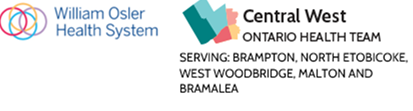 William Osler
Health System
Central West
ONTARIO HEALTH TEAM
SERVING: BRAMPTON, NORTH ETOBICOKE,
WEST WOODBRIDGE, MALTON AND
BRAMALEA